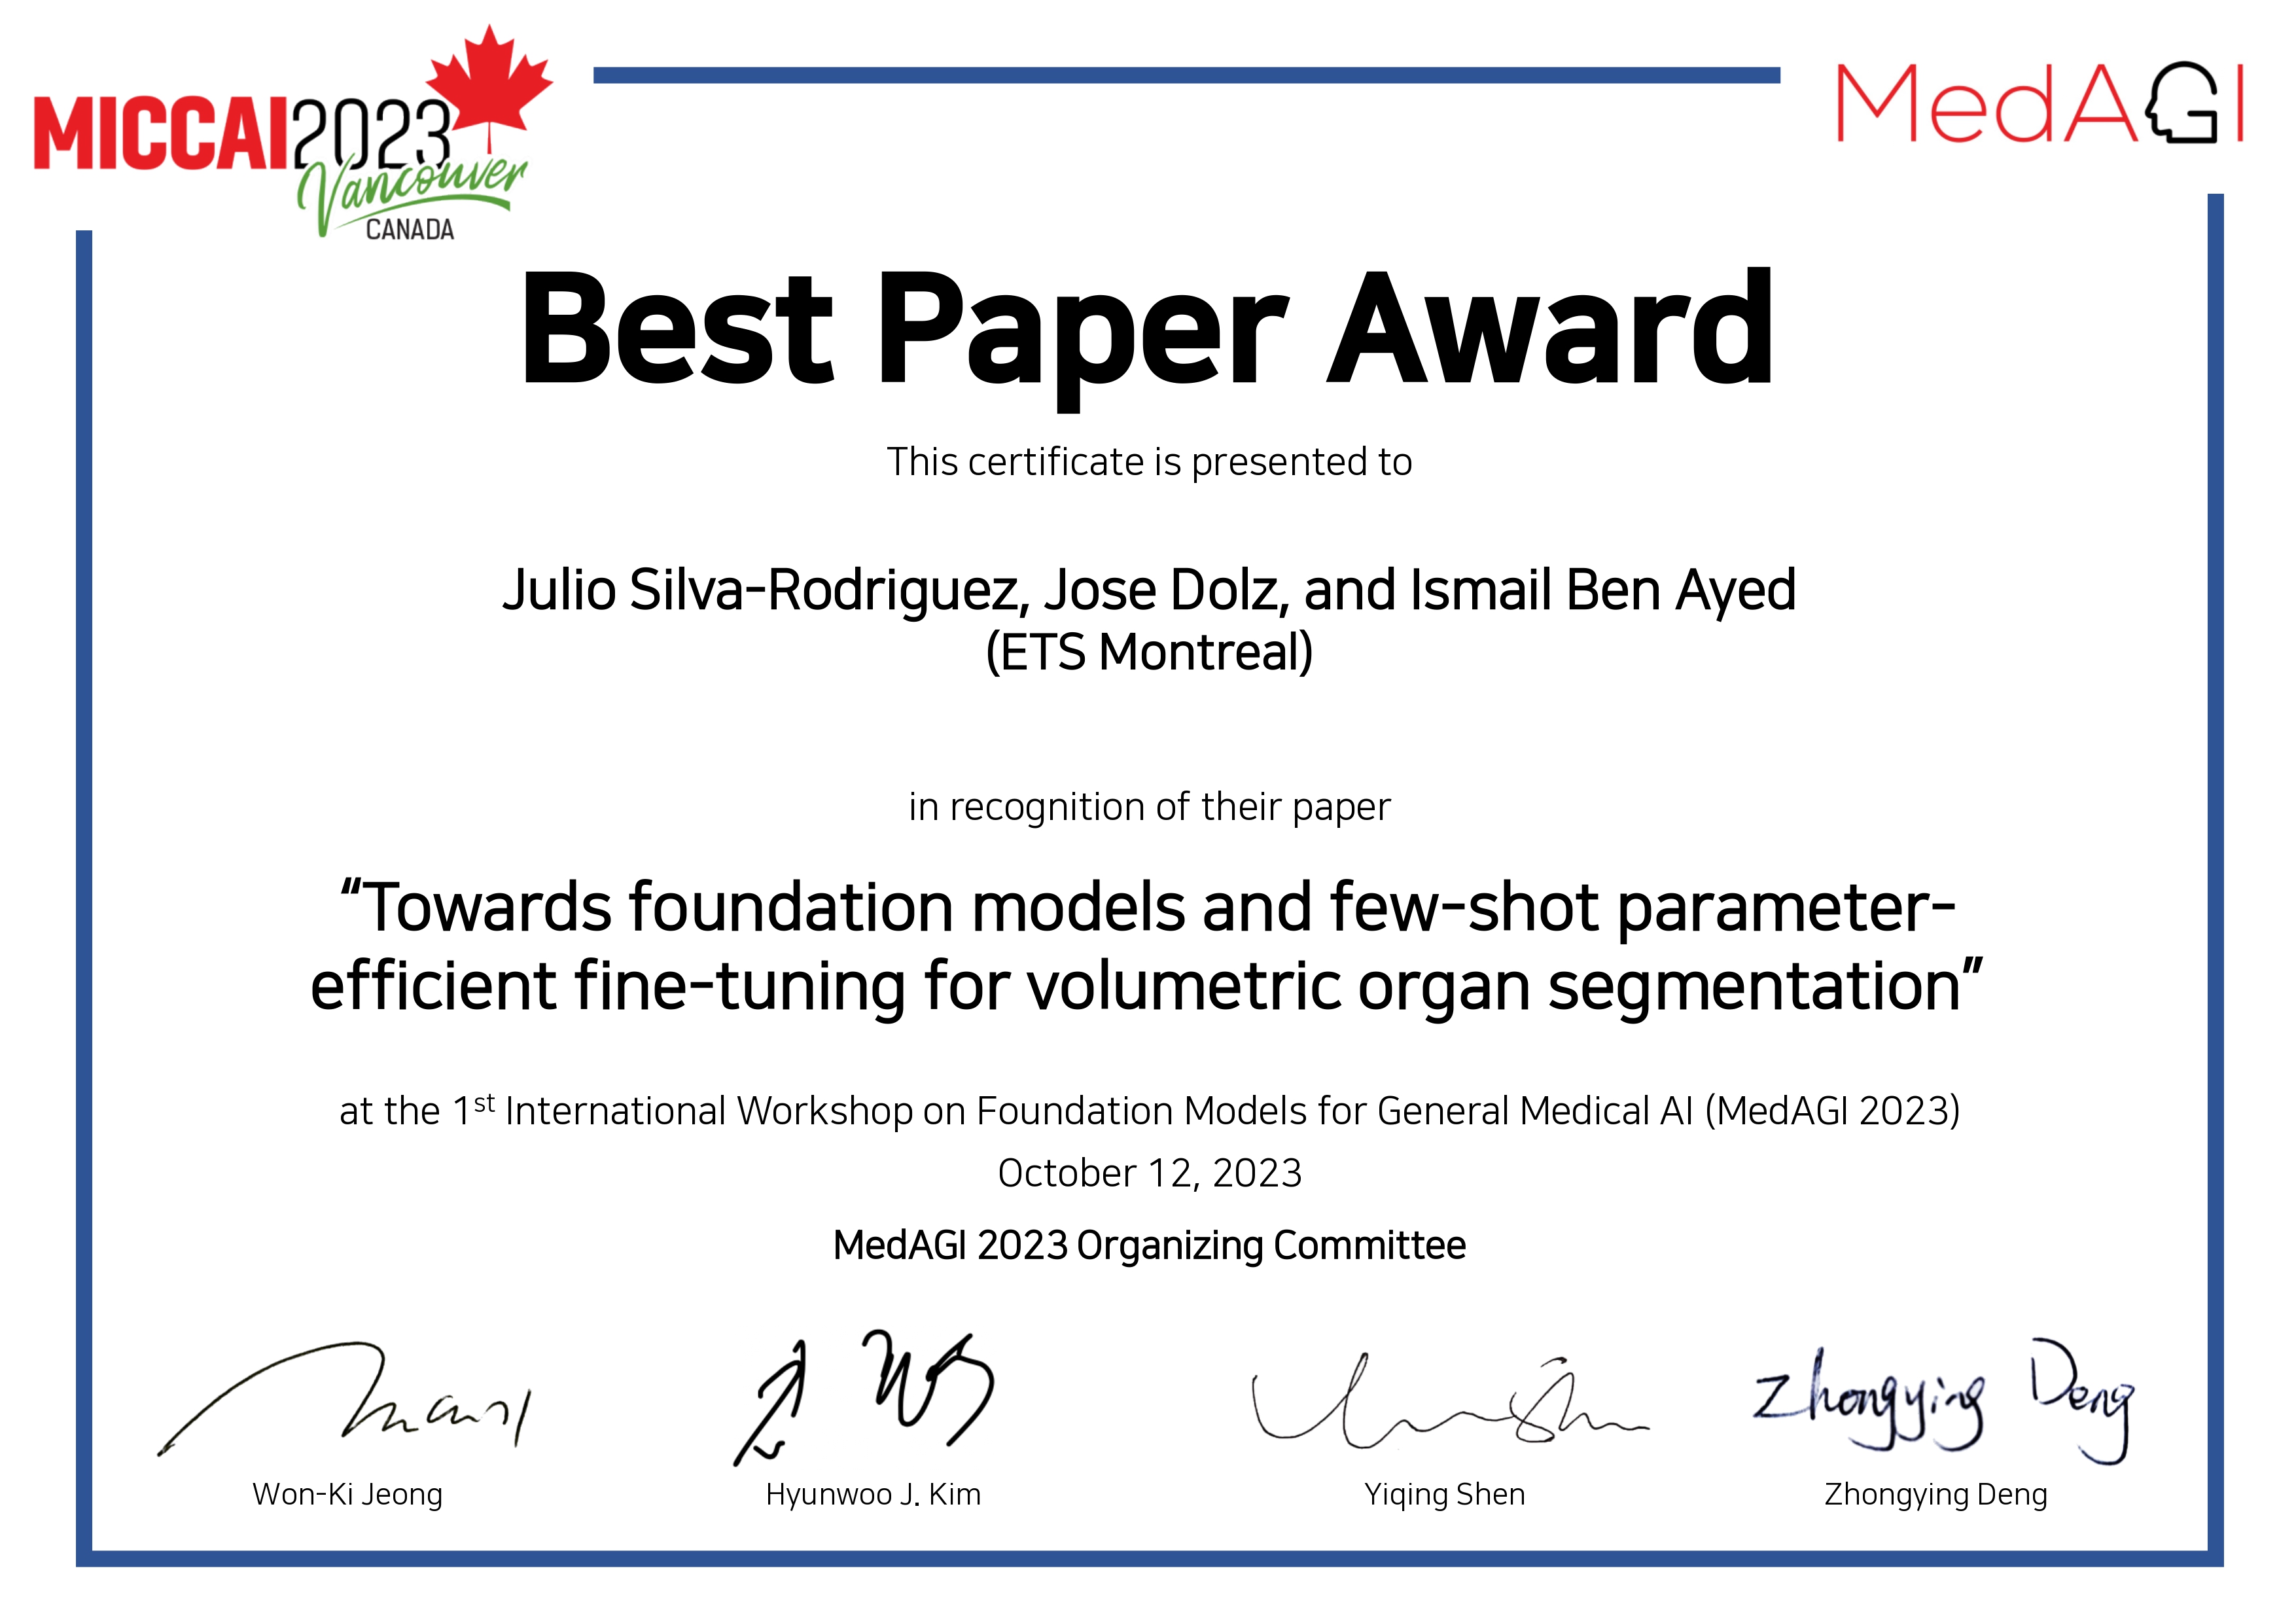 MICCAI2023
Vancouver
CANADA
MedAGI
Best Paper Award
This certificate is presented to
Julio Silva-Rodriguez, Jose Dolz, and Ismail Ben Ayed
(ETS Montreal)
in recognition of their paper
“Towards foundation models and few-shot parameter-
efficient fine-tuning for volumetric organ segmentation”
at the 1st International Workshop on Foundation Models for General Medical AI (MedAGI 2023)
October 12, 2023
MedAGI 2023 Organizing Committee
Zhongying Deng
Won-Ki Jeong
Hyunwoo J. Kim
Yiqing Shen
Zhongying Deng